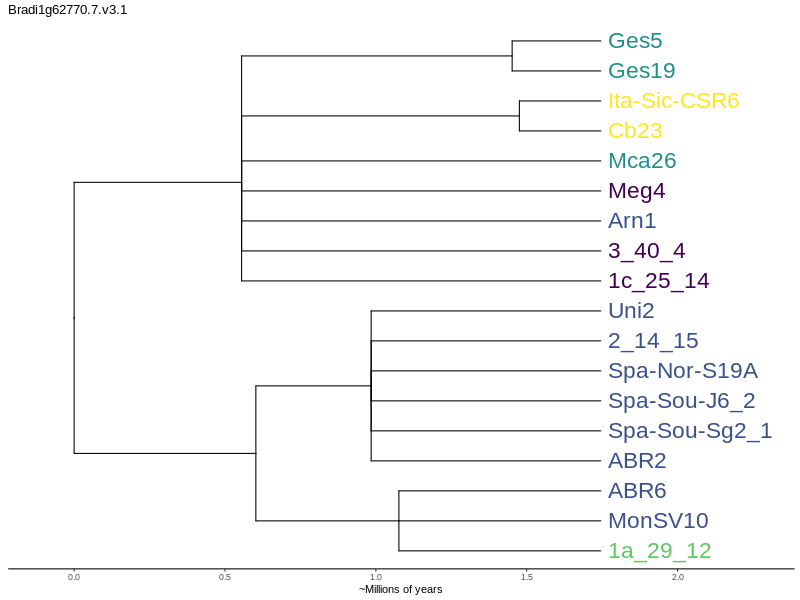 Bradi1g62770.7.v3.1
Ges5
Ges19
Ita-Sic-CSR6
Cb23
Mca26
Meg4
Arn1
3_40_4
1c_25_14
Uni2
2_14_15
Spa-Nor-S19A
Spa-Sou-J6_2
Spa-Sou-Sg2_1
ABR2
ABR6
MonSV10
1a_29_12
0.0 0.5 1.0 1.5 2.0
~Millions of years